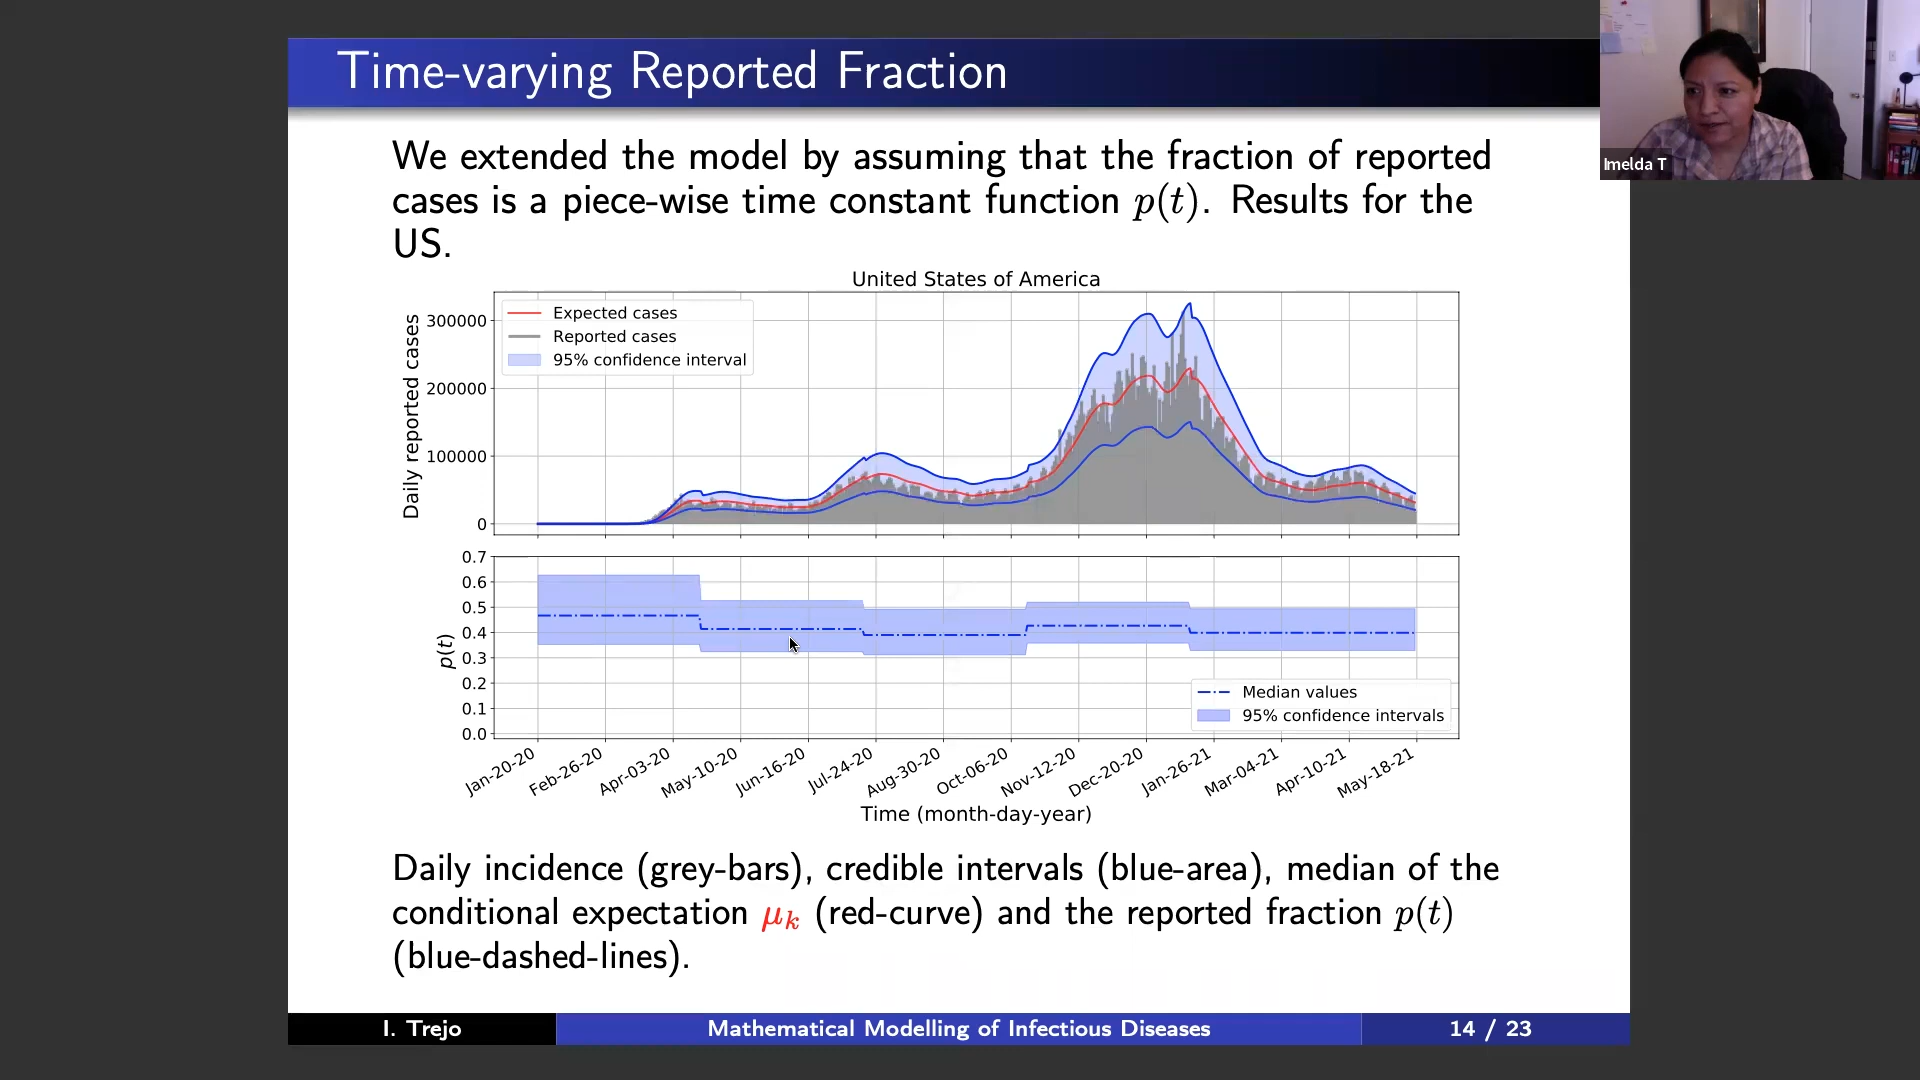 Time-varying Reported Fraction
Imelda T
We extended the model by assuming that the fraction of reported
cases is a piece-wise time constant function p(t). Results for the
US.
United States of America
Daily reported cases
300000
200000
100000
0
Expected cases
Reported cases
95% confidence interval
p(t)
0.7
0.6
0.5
0.4
0.3
0.2
0.1
0.0
Median values
95% confidence intervals
Jan-20-20
Feb-26-20
Apr-03-20
May-10-20
Jun-16-20
Jul-24-20
Aug-30-20
Oct-06-20
Nov-12-20
Dec-20-20
Jan-26-21
Mar-04-21
Apr-10-21
May-18-21
Time (month-day-year)
Daily incidence (grey-bars), credible intervals (blue-area), median of the
conditional expectation μk (red-curve) and the reported fraction p(t)
(blue-dashed-lines).
I. Trejo
Mathematical Modelling of Infectious Diseases
14 / 23